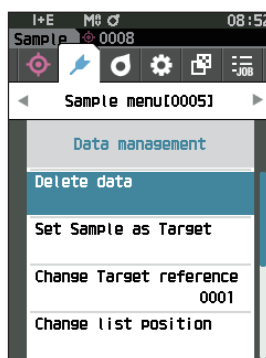 I+E M⁰ ♂ 08:52
Sample 0008
JOB
Sample menu[0005]
Data management
Delete data
Set Sample as Target
Change Target reference
0001
Change list position